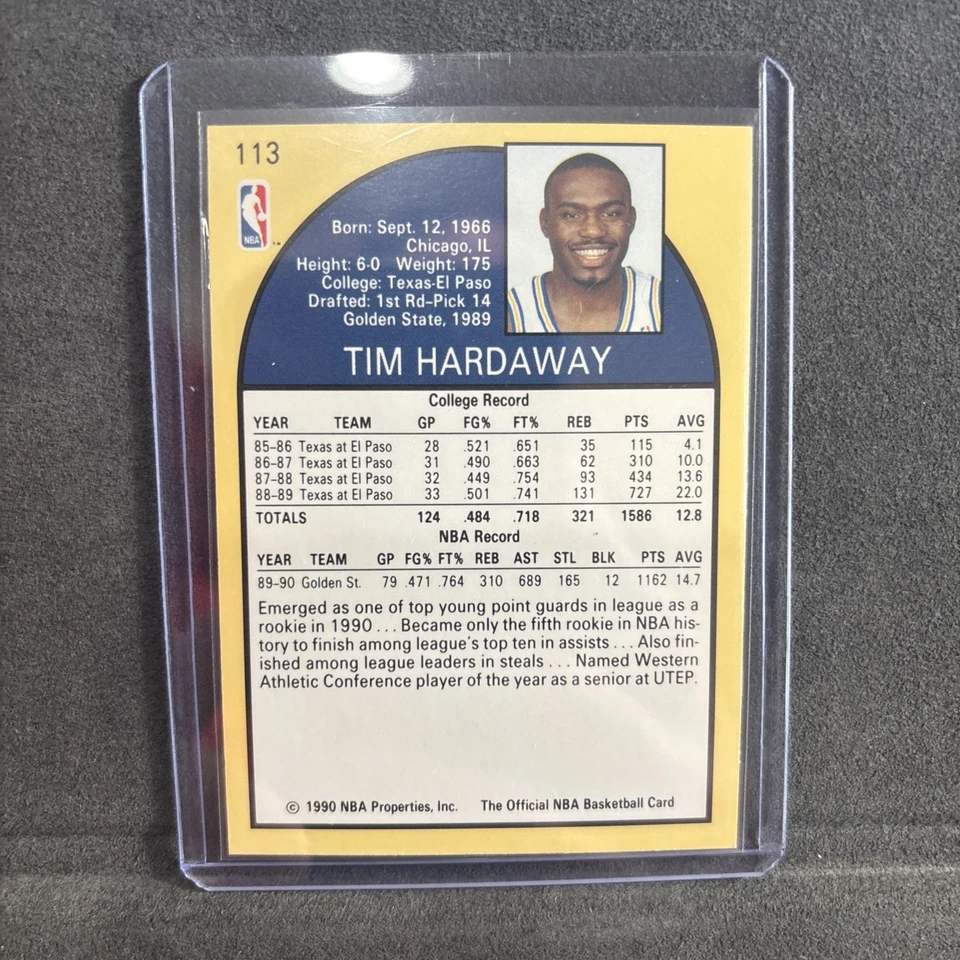 113
NBA
Born: Sept. 12, 1966
Chicago, IL
Height: 6-0 Weight: 175
College: Texas-El Paso
Drafted: 1st Rd–Pick 14
Golden State, 1989
TIM HARDAWAY
College Record
YEAR TEAM GP FG% FT% REB PTS AVG
85–86 Texas at El Paso 28 .521 .651 35 115 4.1
86–87 Texas at El Paso 31 .490 .663 62 310 10.0
87–88 Texas at El Paso 32 .449 .754 93 434 13.6
88–89 Texas at El Paso 33 .501 .741 131 727 22.0
TOTALS 124 .484 .718 321 1586 12.8
NBA Record
YEAR TEAM GP FG% FT% REB AST STL BLK PTS AVG
89–90 Golden St. 79 .471 .764 310 689 165 12 1162 14.7
Emerged as one of top young point guards in league as a
rookie in 1990 . . . Became only the fifth rookie in NBA his-
tory to finish among league's top ten in assists . . . Also fin-
ished among league leaders in steals . . . Named Western
Athletic Conference player of the year as a senior at UTEP.
© 1990 NBA Properties, Inc. The Official NBA Basketball Card